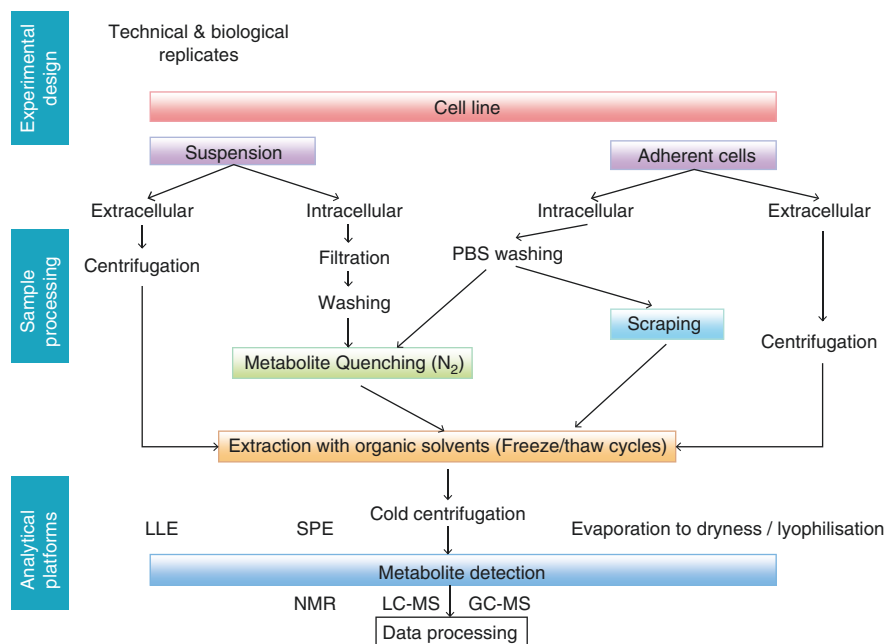 Experimental
design
Technical & biological
replicates
Cell line
Suspension
Adherent cells
Extracellular
Intracellular
Intracellular
Extracellular
Sample
processing
Centrifugation
Filtration
PBS washing
Washing
Scraping
Centrifugation
Metabolite Quenching (N₂)
Extraction with organic solvents (Freeze/thaw cycles)
Analytical
platforms
Cold centrifugation
LLE
SPE
Evaporation to dryness / lyophilisation
Metabolite detection
NMR
LC-MS
GC-MS
Data processing